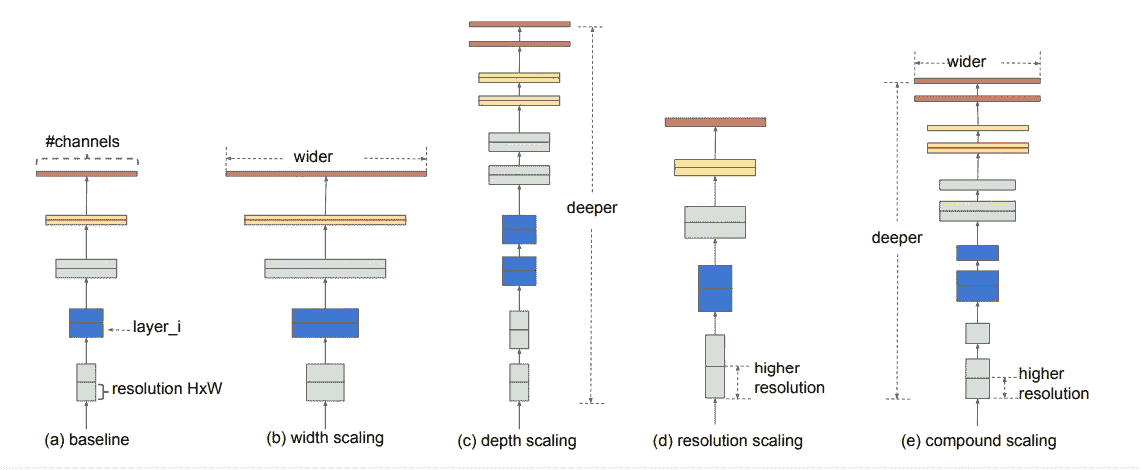 #channels
layer_i
resolution HxW
(a) baseline
wider
(b) width scaling
deeper
(c) depth scaling
higher
resolution
(d) resolution scaling
wider
deeper
higher
resolution
(e) compound scaling